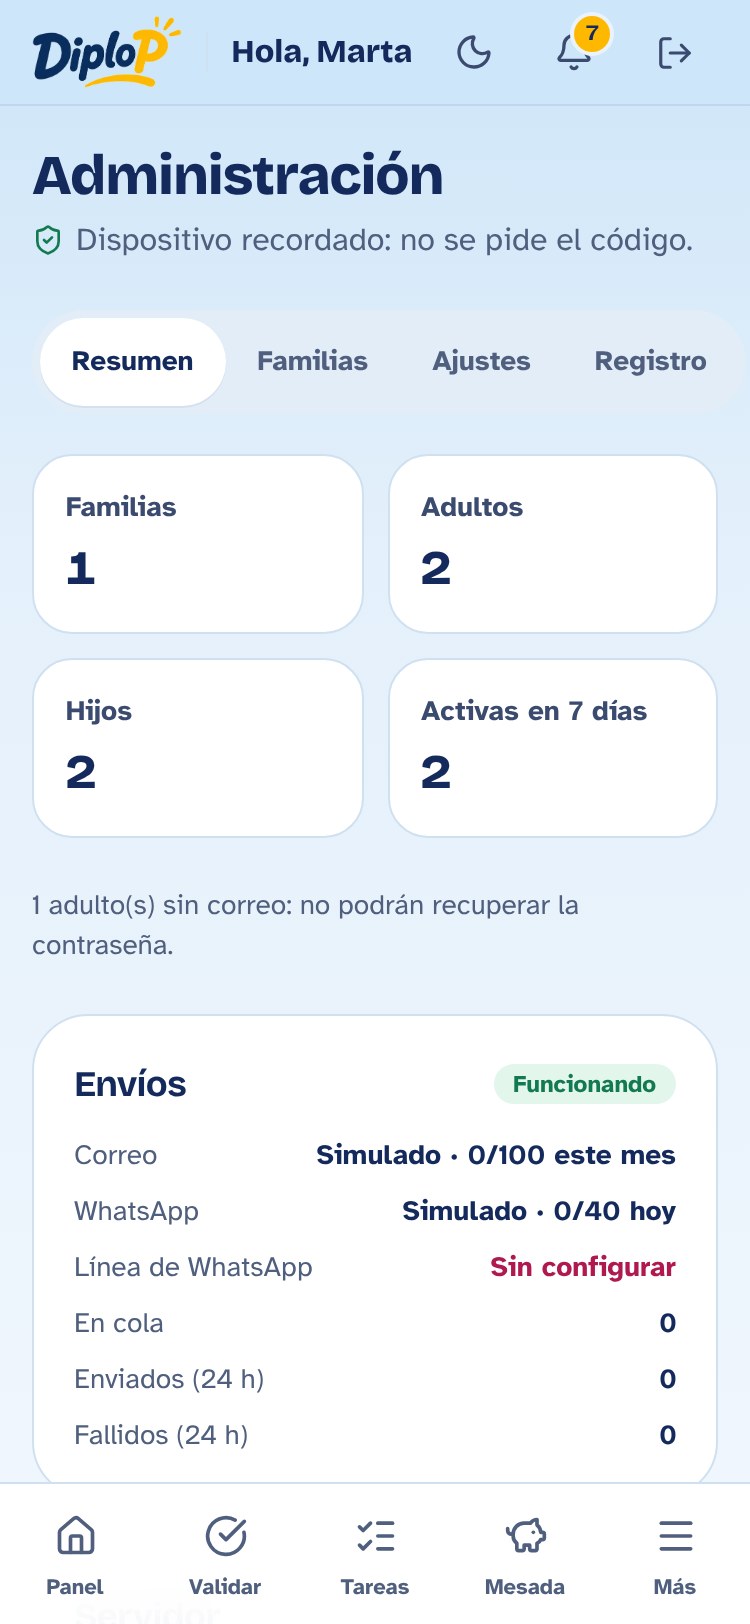 DiploP
Hola, Marta
7
Administración
Dispositivo recordado: no se pide el código.
Resumen
Familias
Ajustes
Registro
Familias
1
Adultos
2
Hijos
2
Activas en 7 días
2
1 adulto(s) sin correo: no podrán recuperar la
contraseña.
Envíos
Funcionando
Correo
Simulado · 0/100 este mes
WhatsApp
Simulado · 0/40 hoy
Línea de WhatsApp
Sin configurar
En cola
0
Enviados (24 h)
0
Fallidos (24 h)
0
Panel
Validar
Tareas
Mesada
Más
Servidor